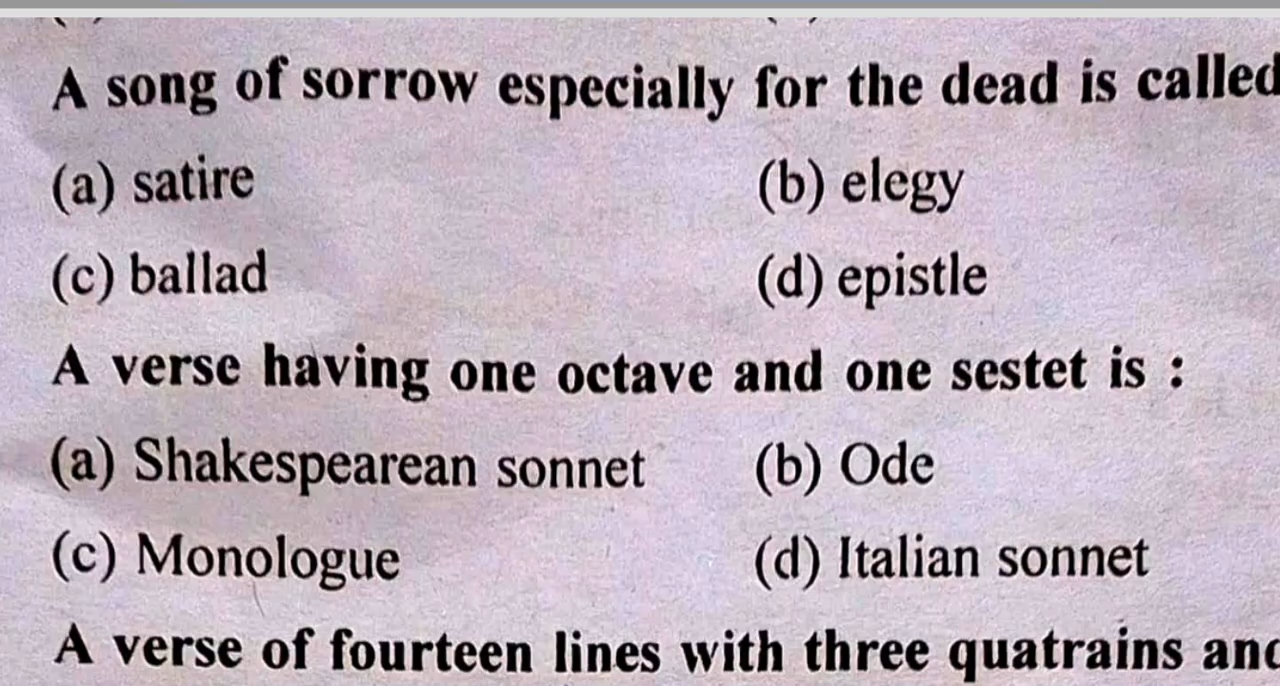 A song of sorrow especially for the dead is called
(a) satire (b) elegy
(c) ballad (d) epistle
A verse having one octave and one sestet is :
(a) Shakespearean sonnet (b) Ode
(c) Monologue (d) Italian sonnet
A verse of fourteen lines with three quatrains and